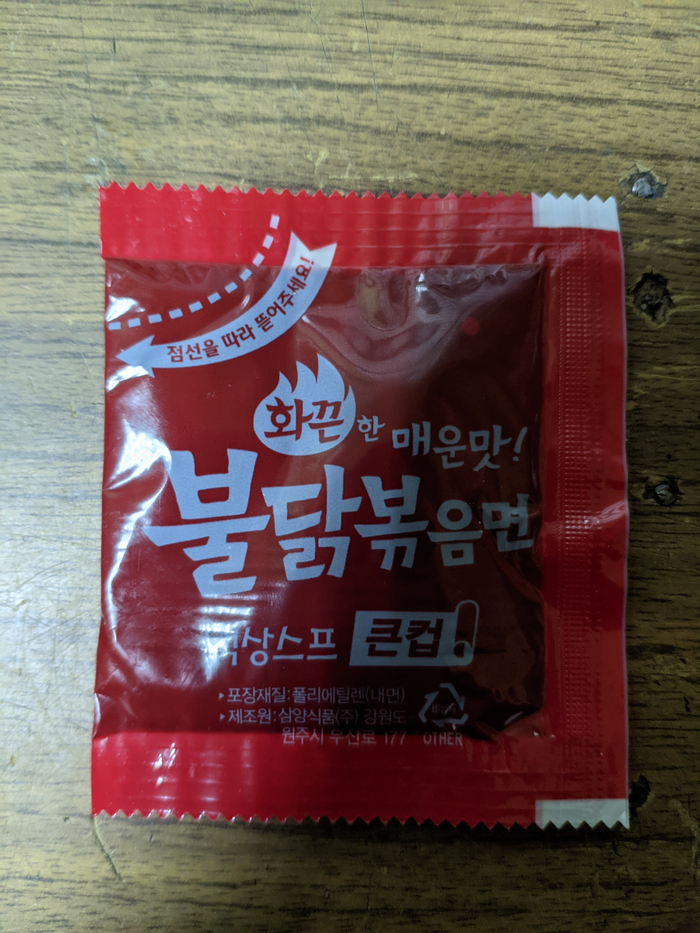 점선을 따라 뜯어주세요!
화끈한 매운맛!
불닭볶음면
액상스프 큰컵!
▸포장재질:폴리에틸렌(내면)
▸제조원:삼양식품(주) 강원도
원주시 우산로 177
OTHER